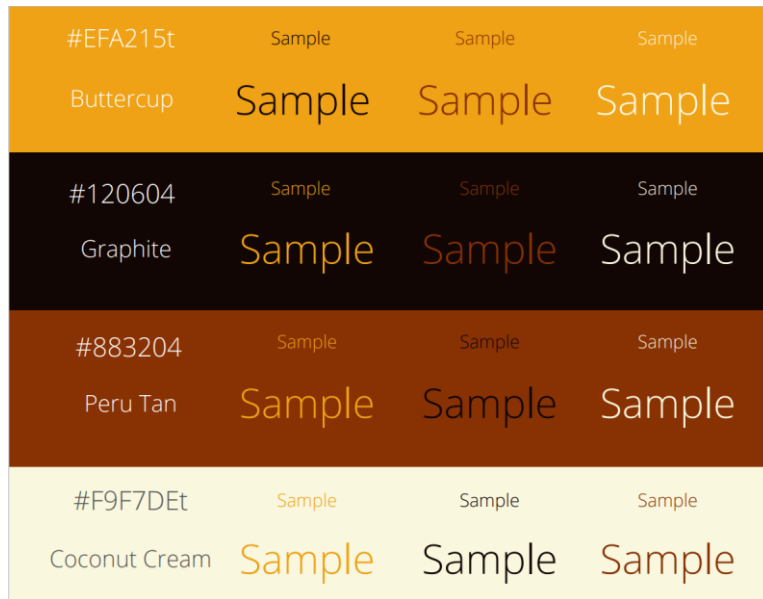 #EFA215t Sample Sample Sample
Buttercup Sample Sample Sample
#120604 Sample Sample Sample
Graphite Sample Sample Sample
#883204 Sample Sample Sample
Peru Tan Sample Sample Sample
#F9F7DEt Sample Sample Sample
Coconut Cream Sample Sample Sample